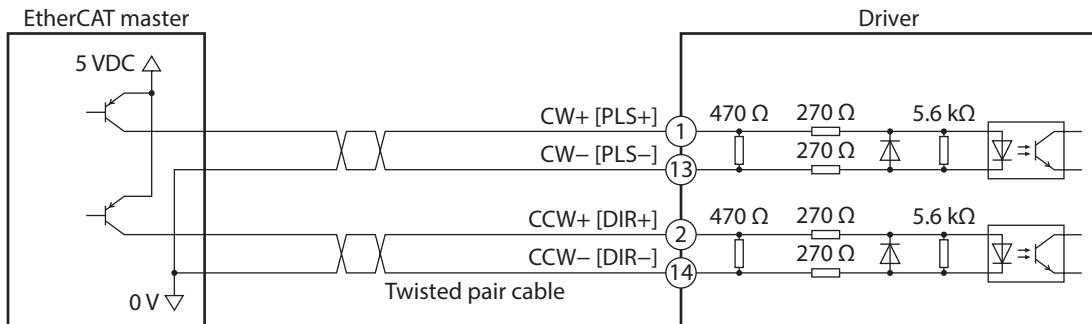 EtherCAT master
Driver
5 VDC
CW+ [PLS+]
1
470 Ω
270 Ω
5.6 kΩ
CW− [PLS−]
13
270 Ω
CCW+ [DIR+]
2
470 Ω
270 Ω
5.6 kΩ
CCW− [DIR−]
14
270 Ω
0 V
Twisted pair cable